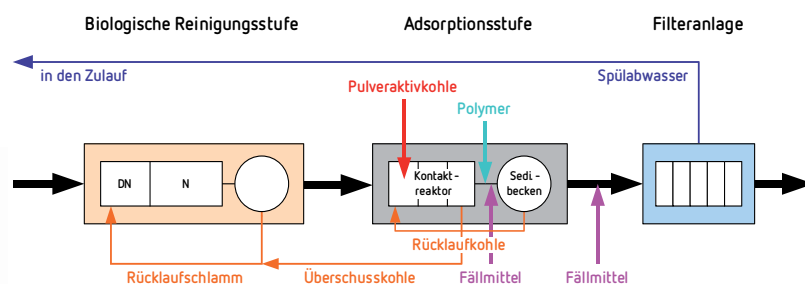 Biologische Reinigungsstufe
Adsorptionsstufe
Filteranlage
in den Zulauf
Spülabwasser
Pulveraktivkohle
Polymer
DN
N
Kontakt-
reaktor
Sedi-
becken
Rücklaufkohle
Rücklaufschlamm
Überschusskohle
Fällmittel
Fällmittel